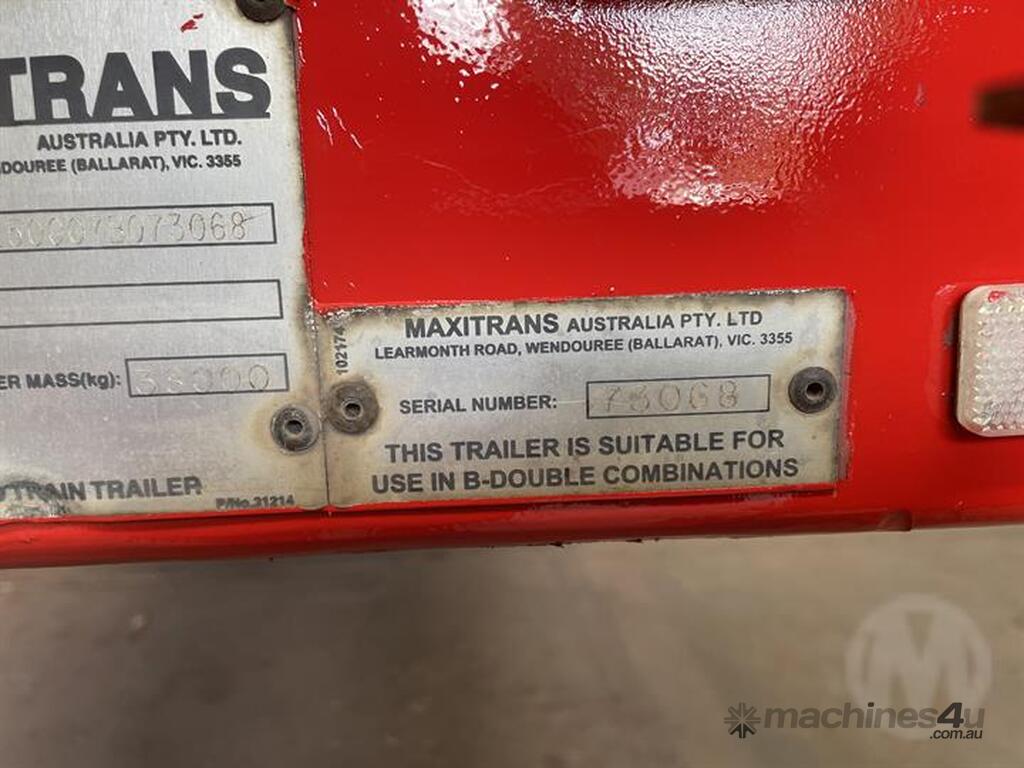 TRANS
AUSTRALIA PTY. LTD.
NDOUREE (BALLARAT), VIC. 3355
ER MASS(kg): 38000
TRAIN TRAILER
P/No.21214
102174
MAXITRANS AUSTRALIA PTY. LTD
LEARMONTH ROAD, WENDOUREE (BALLARAT), VIC. 3355
SERIAL NUMBER: 73068
THIS TRAILER IS SUITABLE FOR
USE IN B-DOUBLE COMBINATIONS
M
machines4u
.com.au